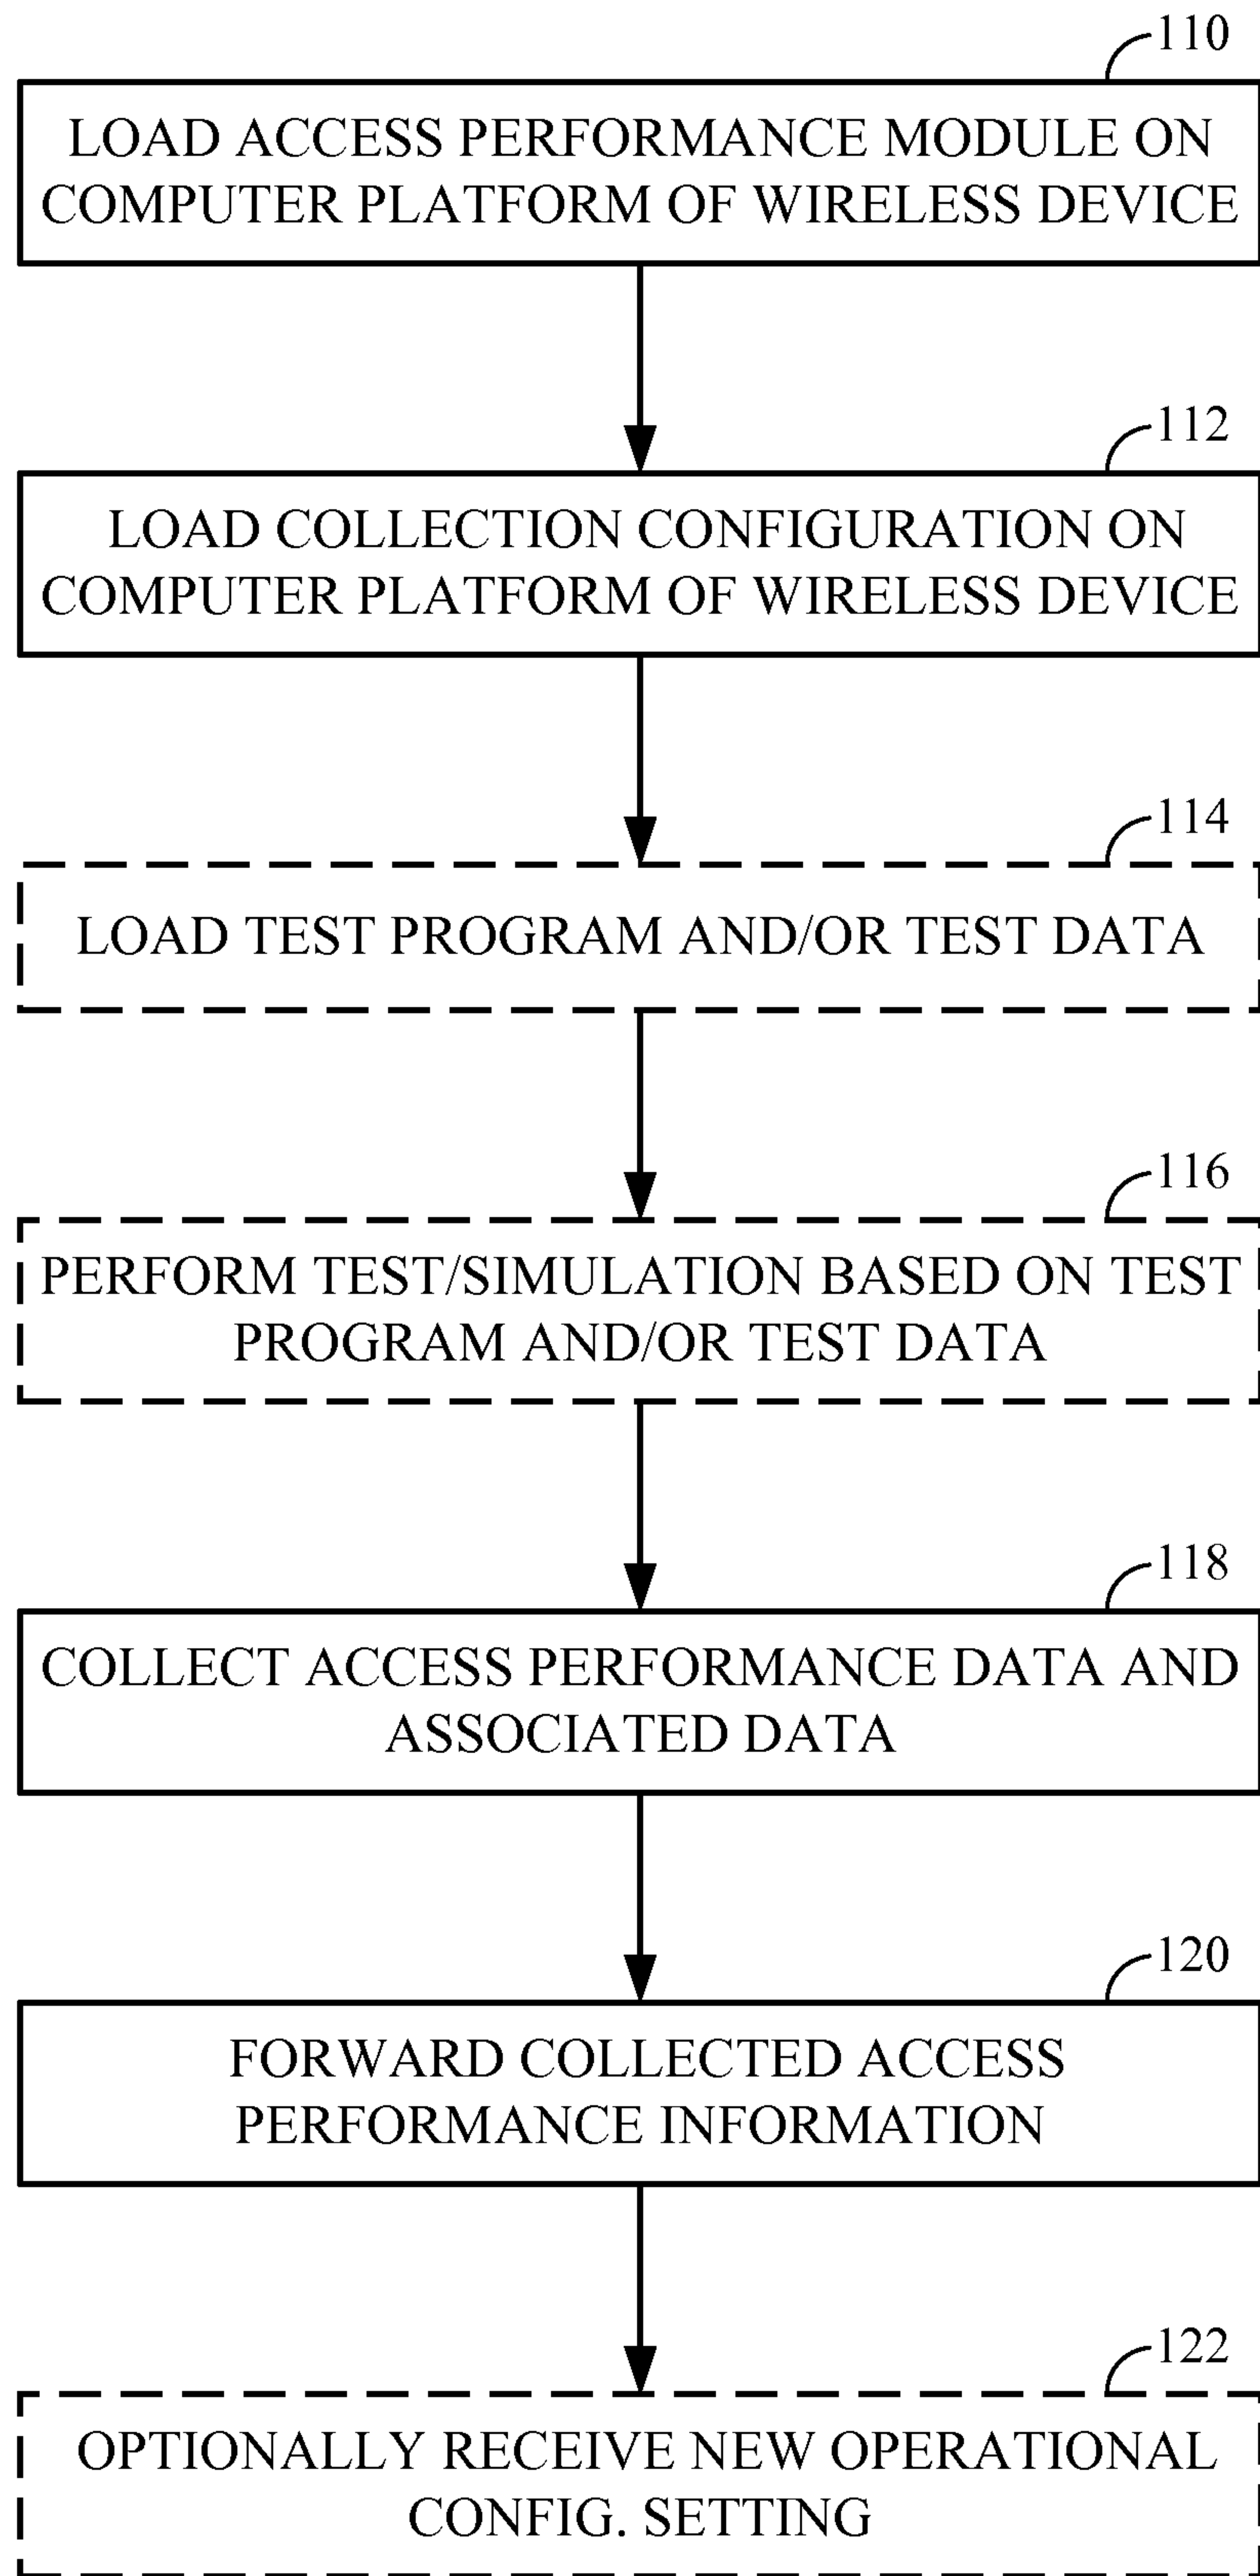 110
LOAD ACCESS PERFORMANCE MODULE ON
COMPUTER PLATFORM OF WIRELESS DEVICE
112
LOAD COLLECTION CONFIGURATION ON
COMPUTER PLATFORM OF WIRELESS DEVICE
114
LOAD TEST PROGRAM AND/OR TEST DATA
116
PERFORM TEST/SIMULATION BASED ON TEST
PROGRAM AND/OR TEST DATA
118
COLLECT ACCESS PERFORMANCE DATA AND
ASSOCIATED DATA
120
FORWARD COLLECTED ACCESS
PERFORMANCE INFORMATION
122
OPTIONALLY RECEIVE NEW OPERATIONAL
CONFIG. SETTING